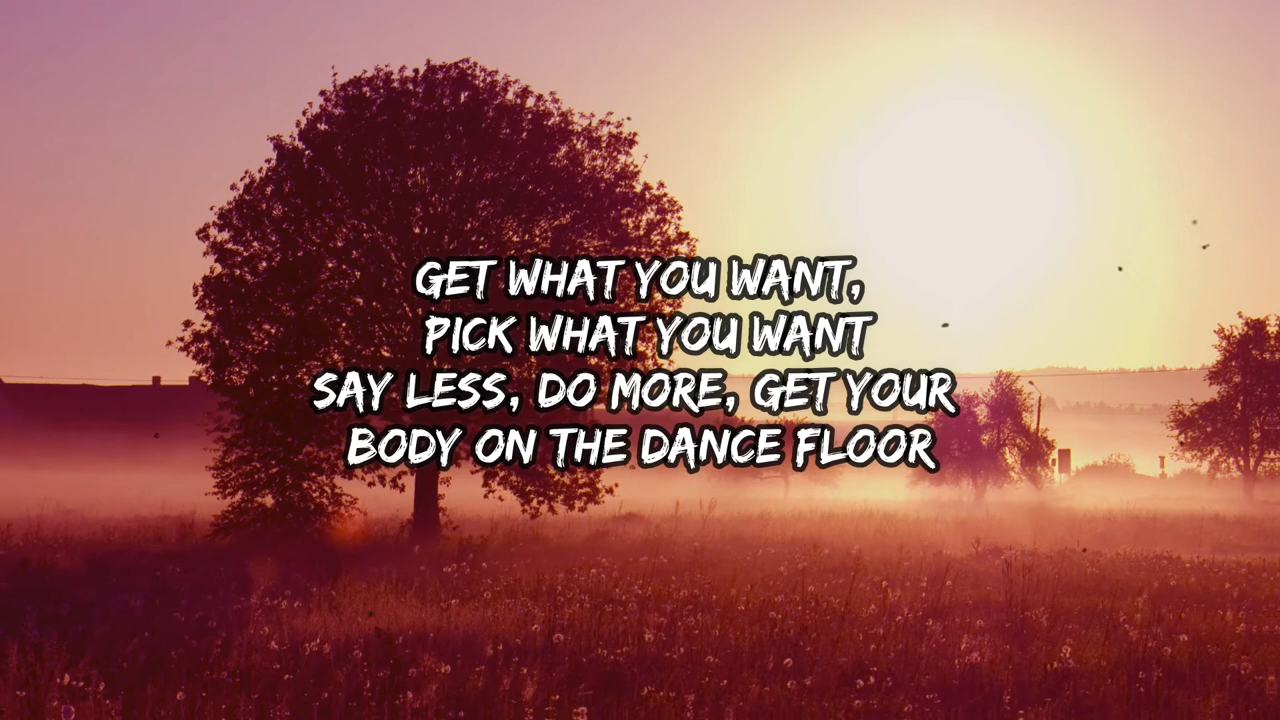 GET WHAT YOU WANT,
PICK WHAT YOU WANT
SAY LESS, DO MORE, GET YOUR
BODY ON THE DANCE FLOOR